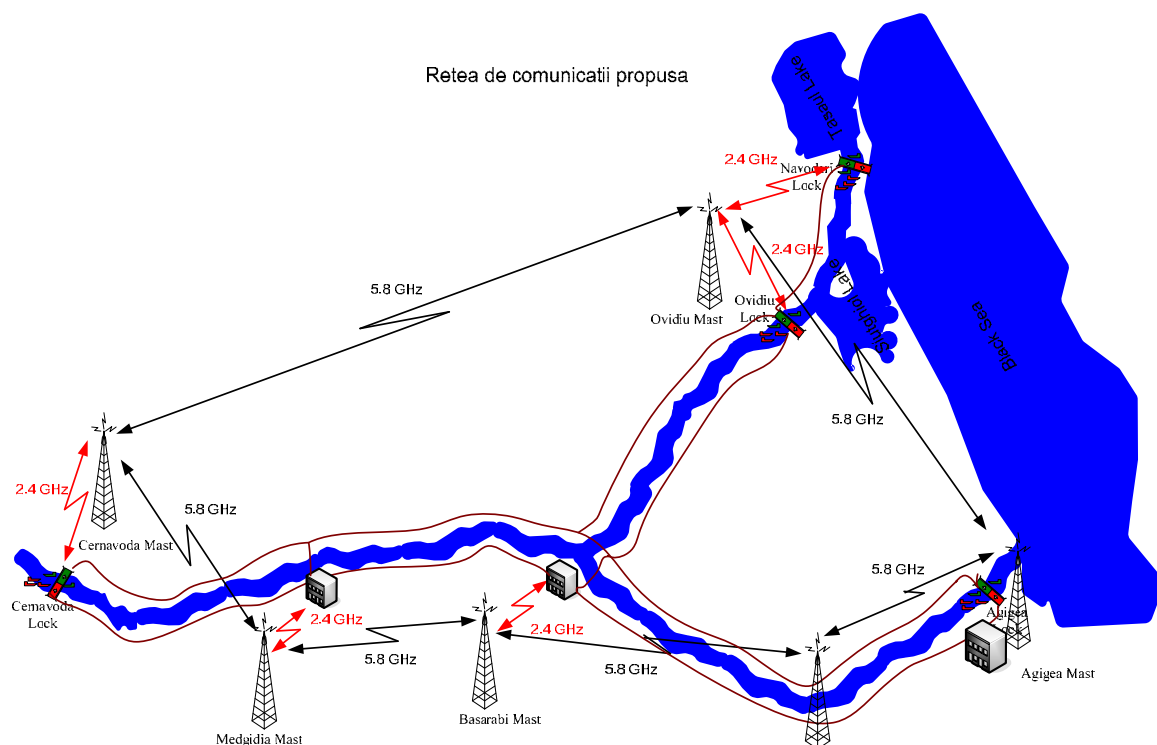 Retea de comunicatii propusa
Tasaul Lake
2.4 GHz
Navodari
Lock
2.4 GHz
5.8 GHz
Ovidiu
Lock
Ovidiu Mast
Siutghiol Lake
Black Sea
5.8 GHz
2.4 GHz
5.8 GHz
Cernavoda Mast
5.8 GHz
Cernavoda
Lock
2.4 GHz
2.4 GHz
Agigea
Lock
5.8 GHz
5.8 GHz
Agigea Mast
Basarabi Mast
Medgidia Mast